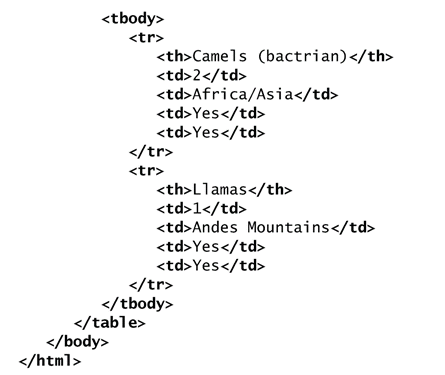 <tbody>
<tr>
<th>Camels (bactrian)</th>
<td>2</td>
<td>Africa/Asia</td>
<td>Yes</td>
<td>Yes</td>
</tr>
<tr>
<th>Llamas</th>
<td>1</td>
<td>Andes Mountains</td>
<td>Yes</td>
<td>Yes</td>
</tr>
</tbody>
</table>
</body>
</html>